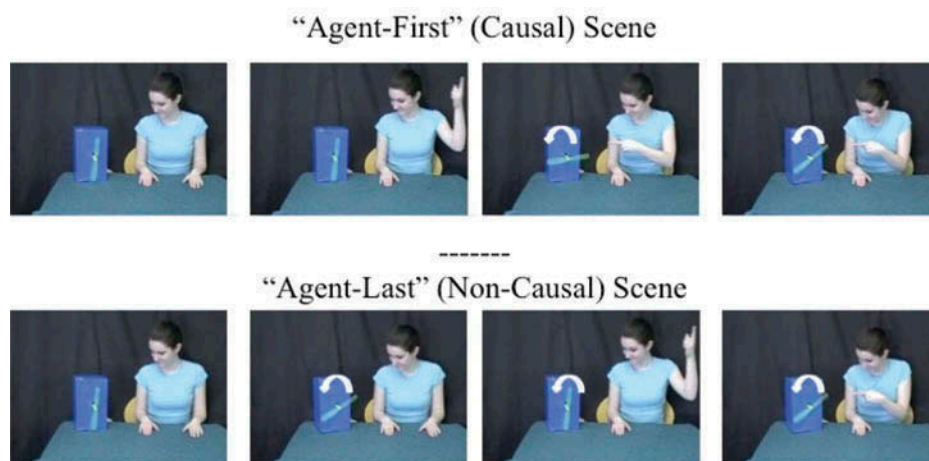 “Agent-First” (Causal) Scene
-------
“Agent-Last” (Non-Causal) Scene